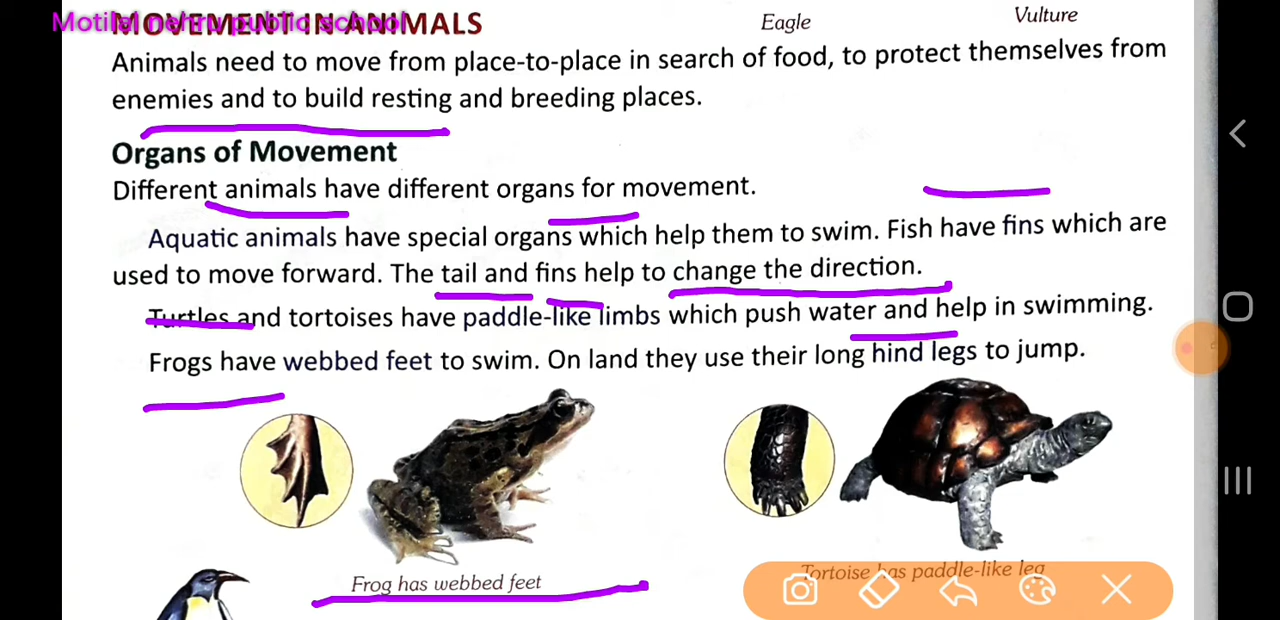 Motilal nehru public school
MOVEMENT IN ANIMALS
Eagle
Vulture
Animals need to move from place-to-place in search of food, to protect themselves from
enemies and to build resting and breeding places.
Organs of Movement
Different animals have different organs for movement.
Aquatic animals have special organs which help them to swim. Fish have fins which are
used to move forward. The tail and fins help to change the direction.
Turtles and tortoises have paddle-like limbs which push water and help in swimming.
Frogs have webbed feet to swim. On land they use their long hind legs to jump.
Frog has webbed feet
Tortoise has paddle-like leg